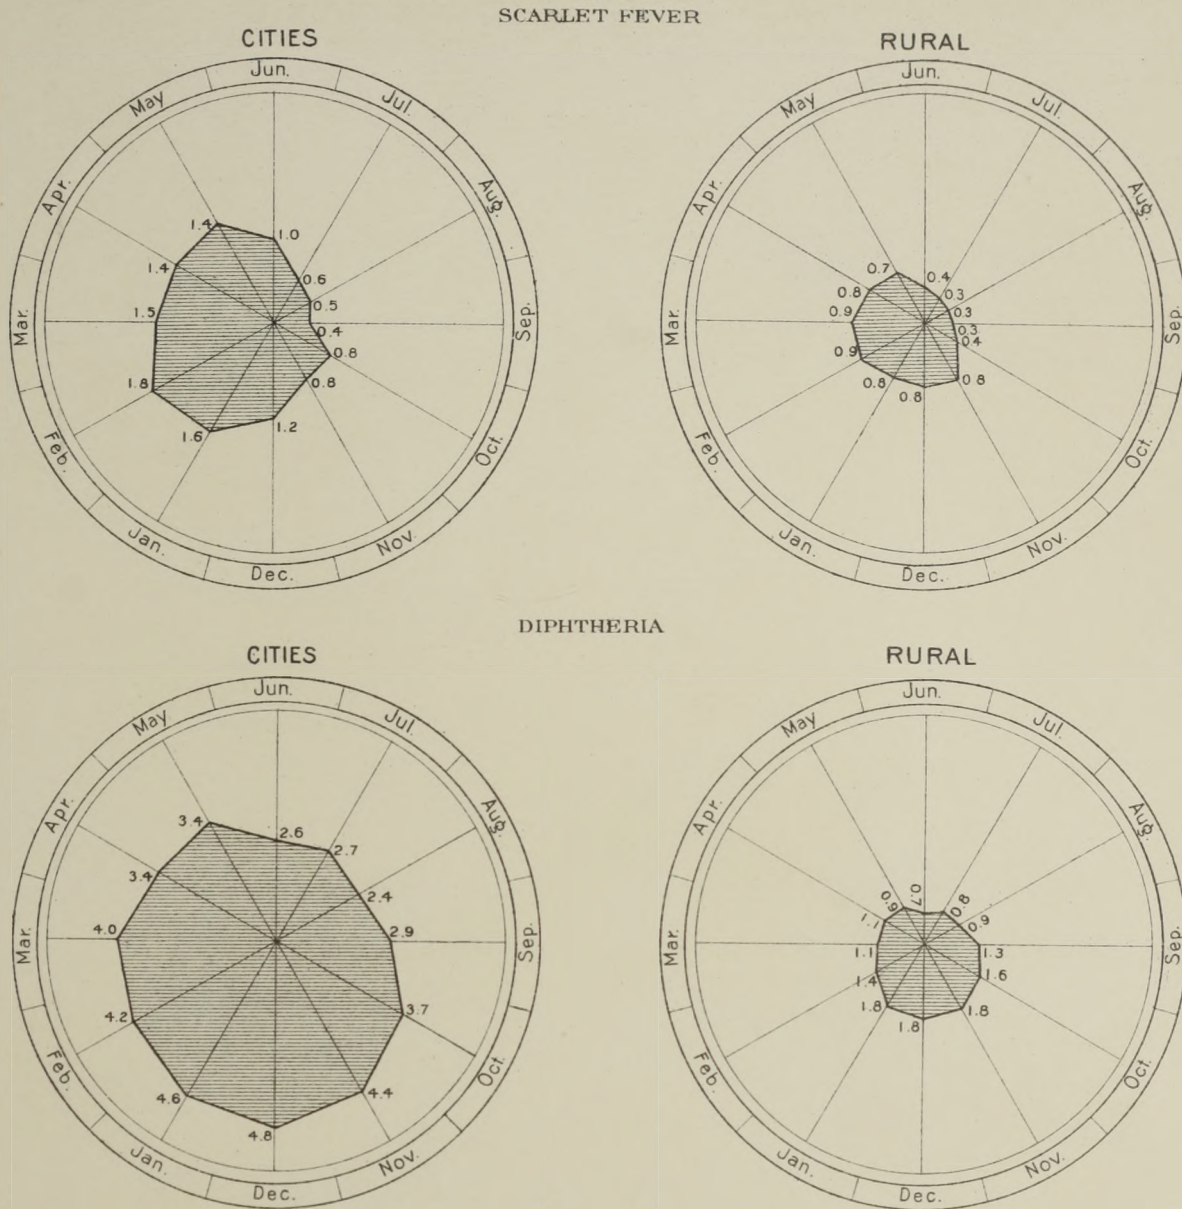 SCARLET FEVER
CITIES
Jun.
Jul.
Aug.
Sep.
Oct.
Nov.
Dec.
Jan.
Feb.
Mar.
Apr.
May
1.0
0.6
0.5
0.4
0.8
0.8
1.2
1.6
1.8
1.5
1.4
1.4
RURAL
Jun.
Jul.
Aug.
Sep.
Oct.
Nov.
Dec.
Jan.
Feb.
Mar.
Apr.
May
0.4
0.3
0.3
0.3
0.4
0.8
0.8
0.8
0.9
0.9
0.8
0.7
DIPHTHERIA
CITIES
Jun.
Jul.
Aug.
Sep.
Oct.
Nov.
Dec.
Jan.
Feb.
Mar.
Apr.
May
2.6
2.7
2.4
2.9
3.7
4.4
4.8
4.6
4.2
4.0
3.4
3.4
RURAL
Jun.
Jul.
Aug.
Sep.
Oct.
Nov.
Dec.
Jan.
Feb.
Mar.
Apr.
May
0.7
0.8
0.9
1.3
1.6
1.8
1.8
1.8
1.4
1.1
1.1
0.9